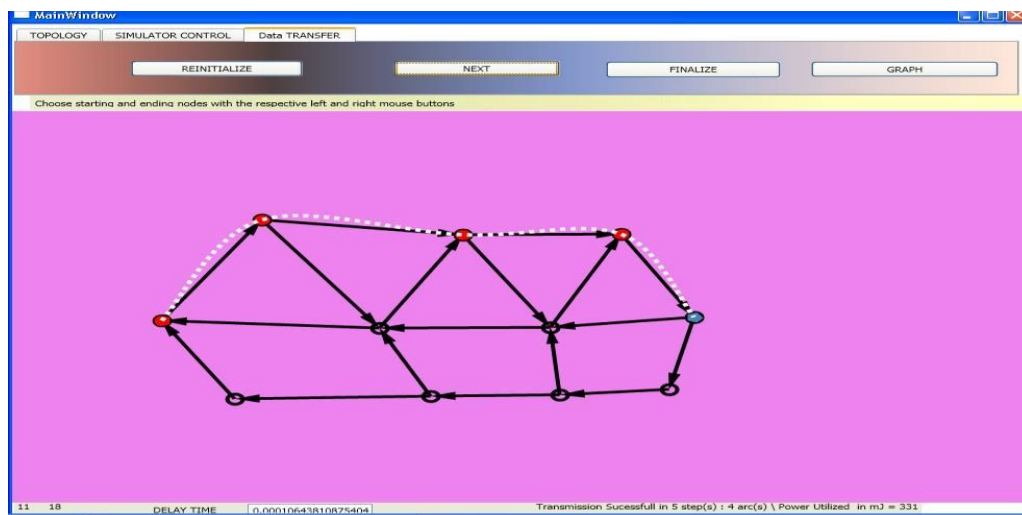 MainWindow
TOPOLOGY SIMULATOR CONTROL Data TRANSFER
REINITIALIZE NEXT FINALIZE GRAPH
Choose starting and ending nodes with the respective left and right mouse buttons
11 18 DELAY TIME 0.00010643810875404 Transmission Sucessfull in 5 step(s) : 4 arc(s) \ Power Utilized in mJ = 331